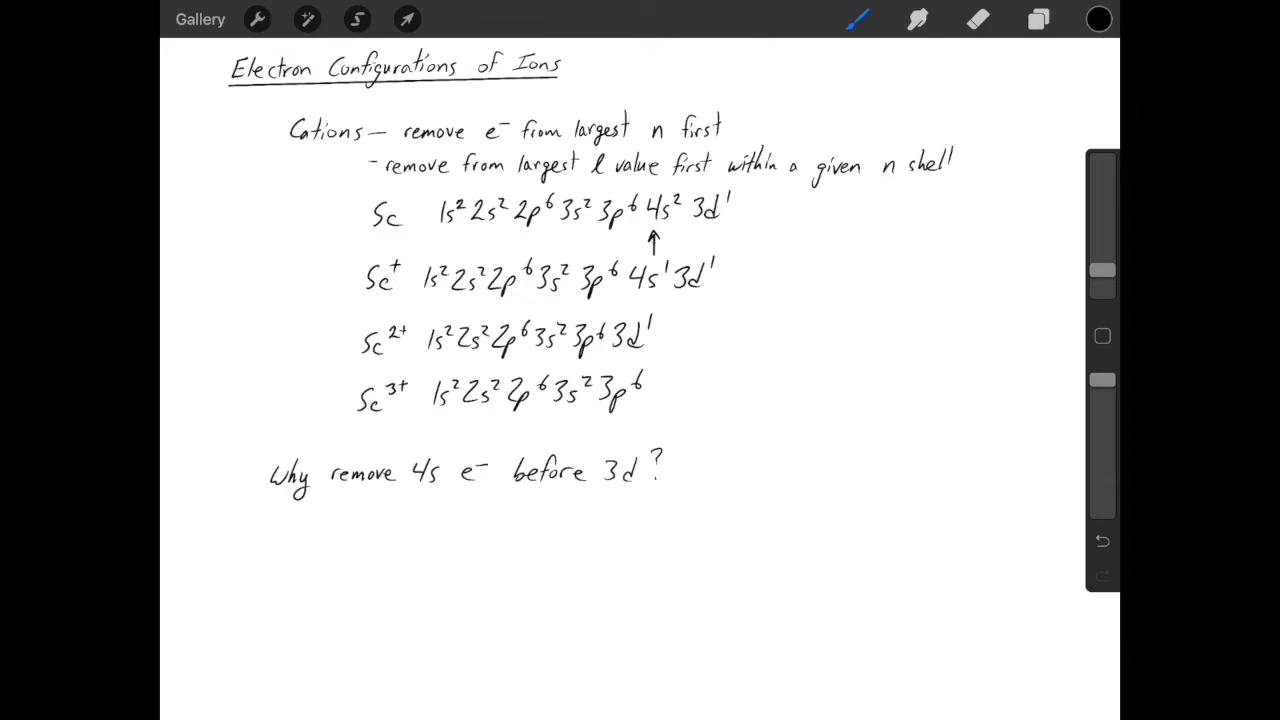 Gallery
Electron Configurations of Ions
Cations — remove e⁻ from largest n first
- remove from largest l value first within a given n shell
Sc 1s² 2s² 2p⁶ 3s² 3p⁶ 4s² 3d¹
↑
Sc⁺ 1s² 2s² 2p⁶ 3s² 3p⁶ 4s¹ 3d¹
Sc²⁺ 1s² 2s² 2p⁶ 3s² 3p⁶ 3d¹
Sc³⁺ 1s² 2s² 2p⁶ 3s² 3p⁶
Why remove 4s e⁻ before 3d?